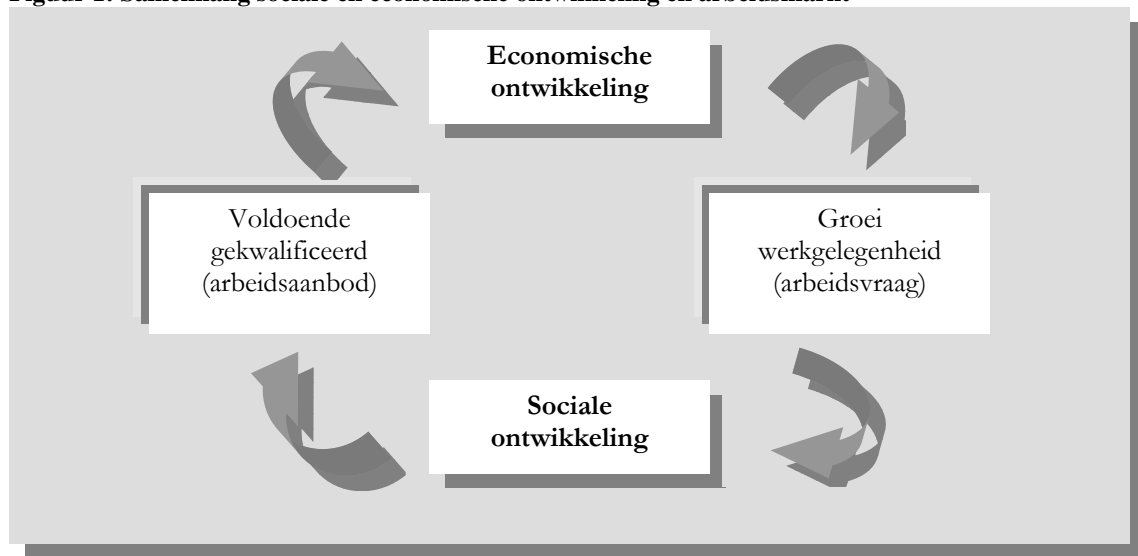 Figuur 1: Samenhang sociale en economische ontwikkeling en arbeidsmarkt
Economische
ontwikkeling
Voldoende
gekwalificeerd
(arbeidsaanbod)
Groei
werkgelegenheid
(arbeidsvraag)
Sociale
ontwikkeling